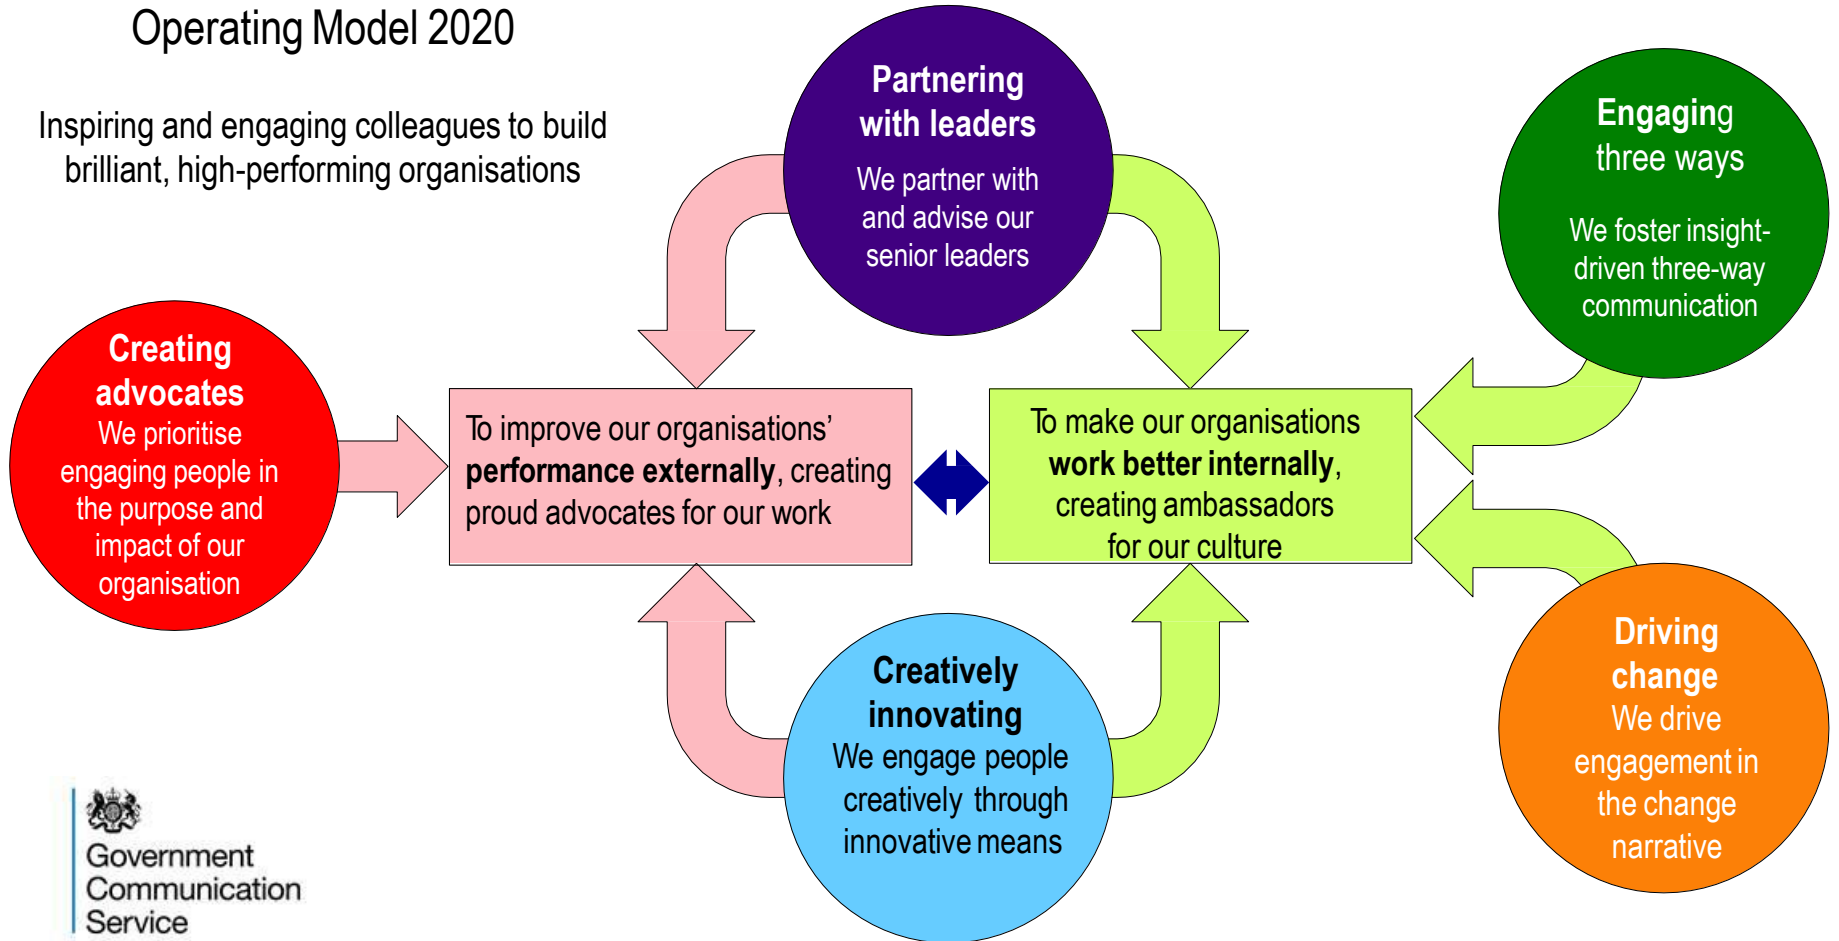 Operating Model 2020
Inspiring and engaging colleagues to build
brilliant, high-performing organisations
Partnering
with leaders
We partner with
and advise our
senior leaders
Engaging
three ways
We foster insight-
driven three-way
communication
Creating
advocates
We prioritise
engaging people in
the purpose and
impact of our
organisation
To improve our organisations’
performance externally, creating
proud advocates for our work
To make our organisations
work better internally,
creating ambassadors
for our culture
Creatively
innovating
We engage people
creatively through
innovative means
Driving
change
We drive
engagement in
the change
narrative
Government
Communication
Service